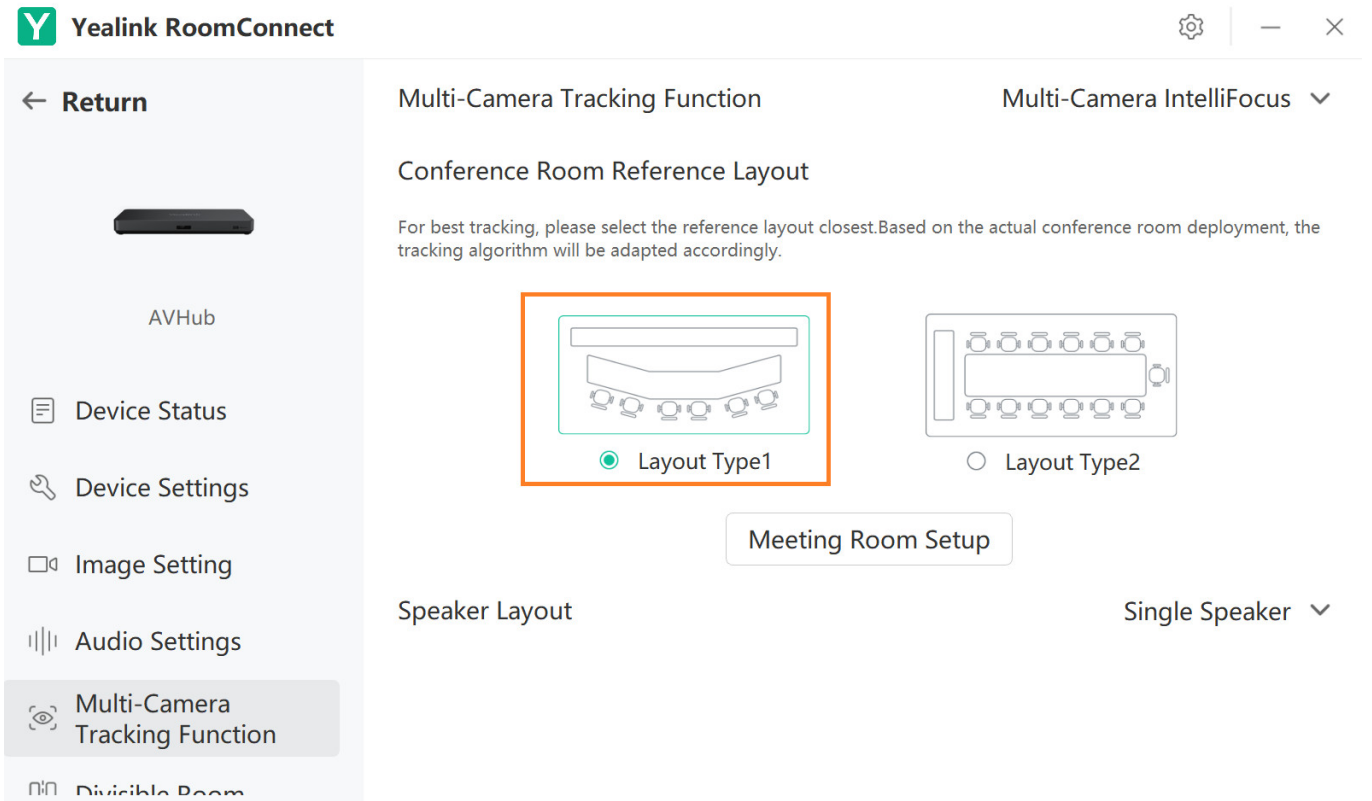 Yealink RoomConnect
Return
AVHub
Device Status
Device Settings
Image Setting
Audio Settings
Multi-Camera
Tracking Function
Divisible Room
Multi-Camera Tracking Function
Multi-Camera IntelliFocus
Conference Room Reference Layout
For best tracking, please select the reference layout closest.Based on the actual conference room deployment, the
tracking algorithm will be adapted accordingly.
Layout Type1
Layout Type2
Meeting Room Setup
Speaker Layout
Single Speaker